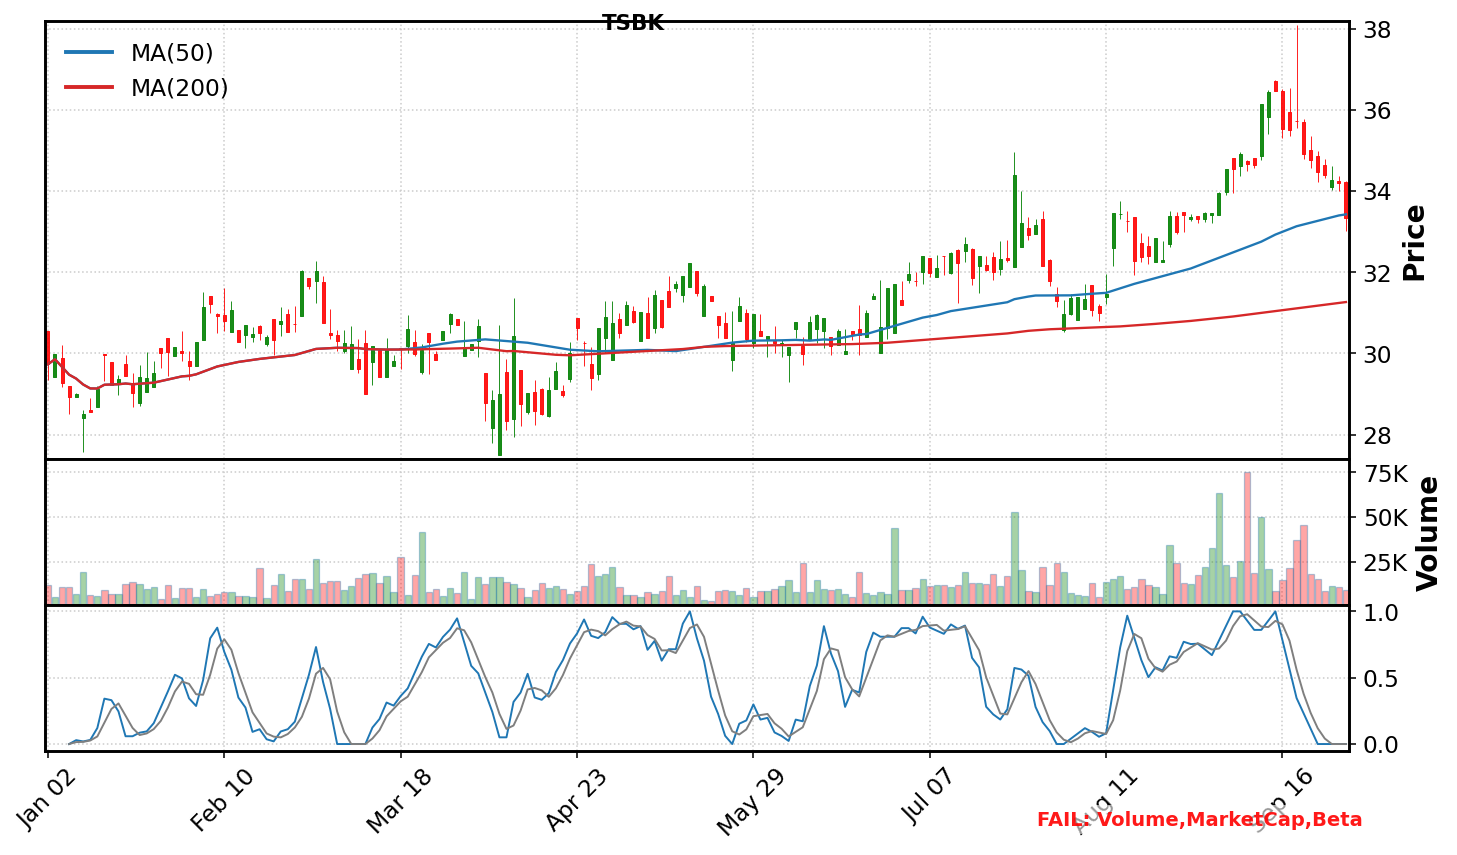 TSBK
MA(50)
MA(200)
38
36
34
32
30
28
Price
75K
50K
25K
Volume
1.0
0.5
0.0
Jan 02
Feb 10
Mar 18
Apr 23
May 29
Jul 07
Aug 11
Sep 16
FAIL: Volume,MarketCap,Beta